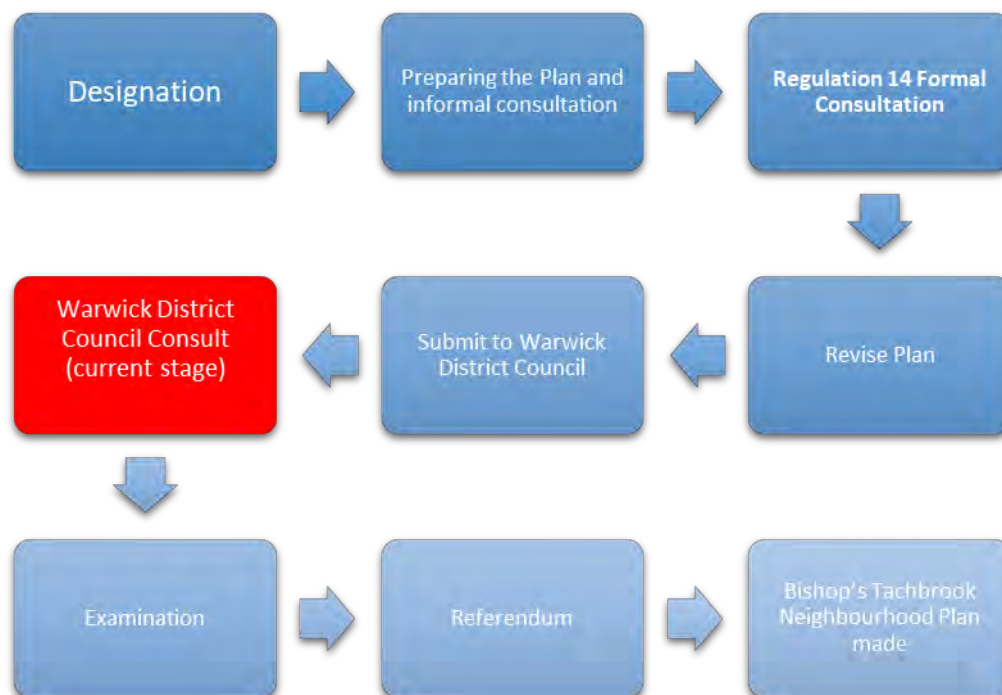 Designation
Preparing the Plan and
informal consultation
Regulation 14 Formal
Consultation
Revise Plan
Submit to Warwick
District Council
Warwick District
Council Consult
(current stage)
Examination
Referendum
Bishop's Tachbrook
Neighbourhood Plan
made